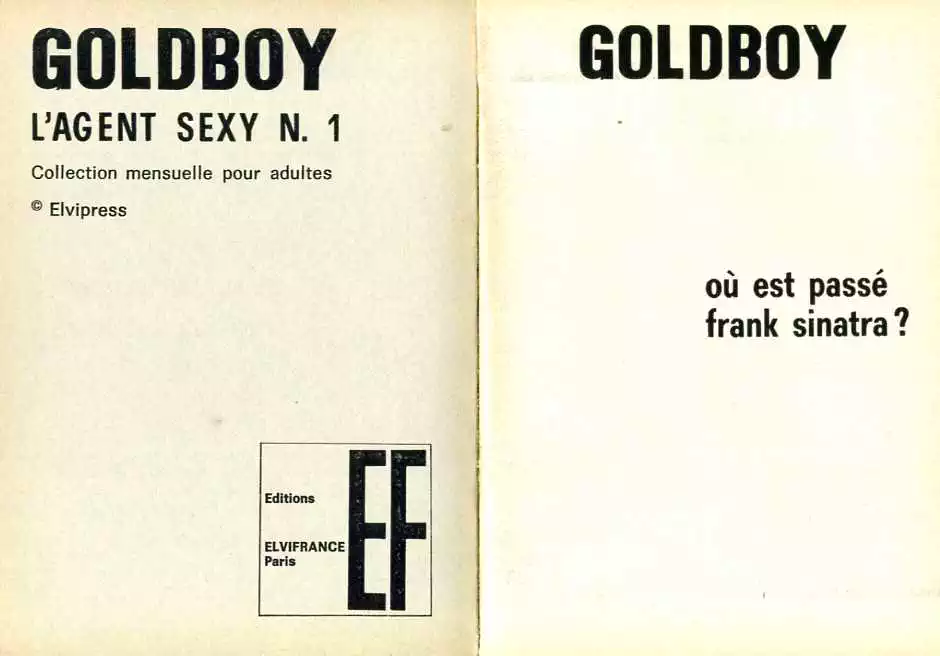 GOLDBOY
L'AGENT SEXY N. 1
Collection mensuelle pour adultes
© Elvipress
Editions
ELVIFRANCE
Paris
EF
GOLDBOY
où est passé
frank sinatra?